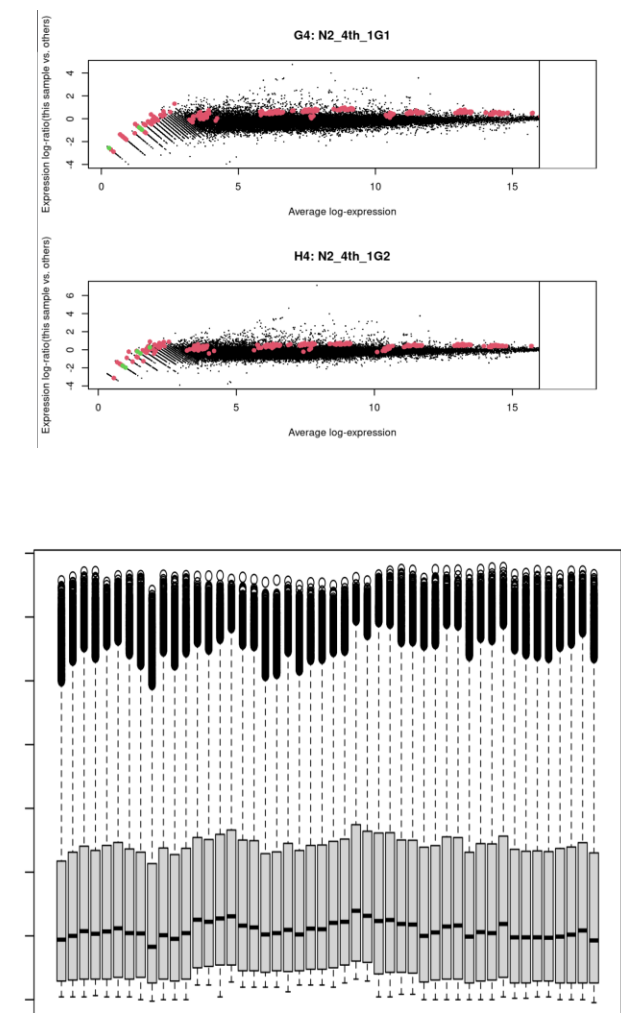 G4: N2_4th_1G1
Expression log-ratio(this sample vs. others)
4
2
0
-2
-4
0 5 10 15
Average log-expression
H4: N2_4th_1G2
Expression log-ratio(this sample vs. others)
6
4
2
0
-2
-4
0 5 10 15
Average log-expression